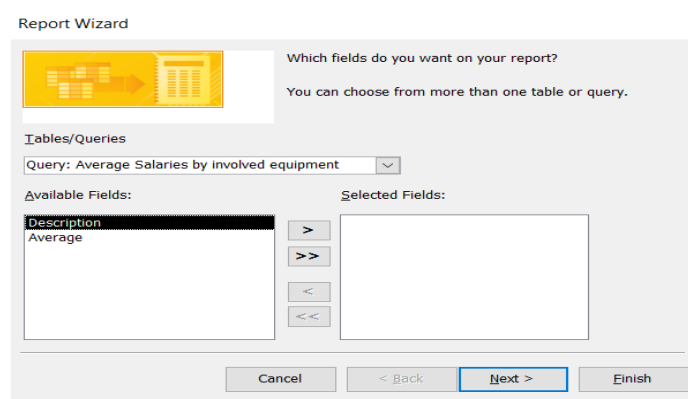 Report Wizard
Which fields do you want on your report?
You can choose from more than one table or query.
Tables/Queries
Query: Average Salaries by involved equipment
Available Fields:
Selected Fields:
Description
Average
>
>>
<
<<
Cancel
< Back
Next >
Finish